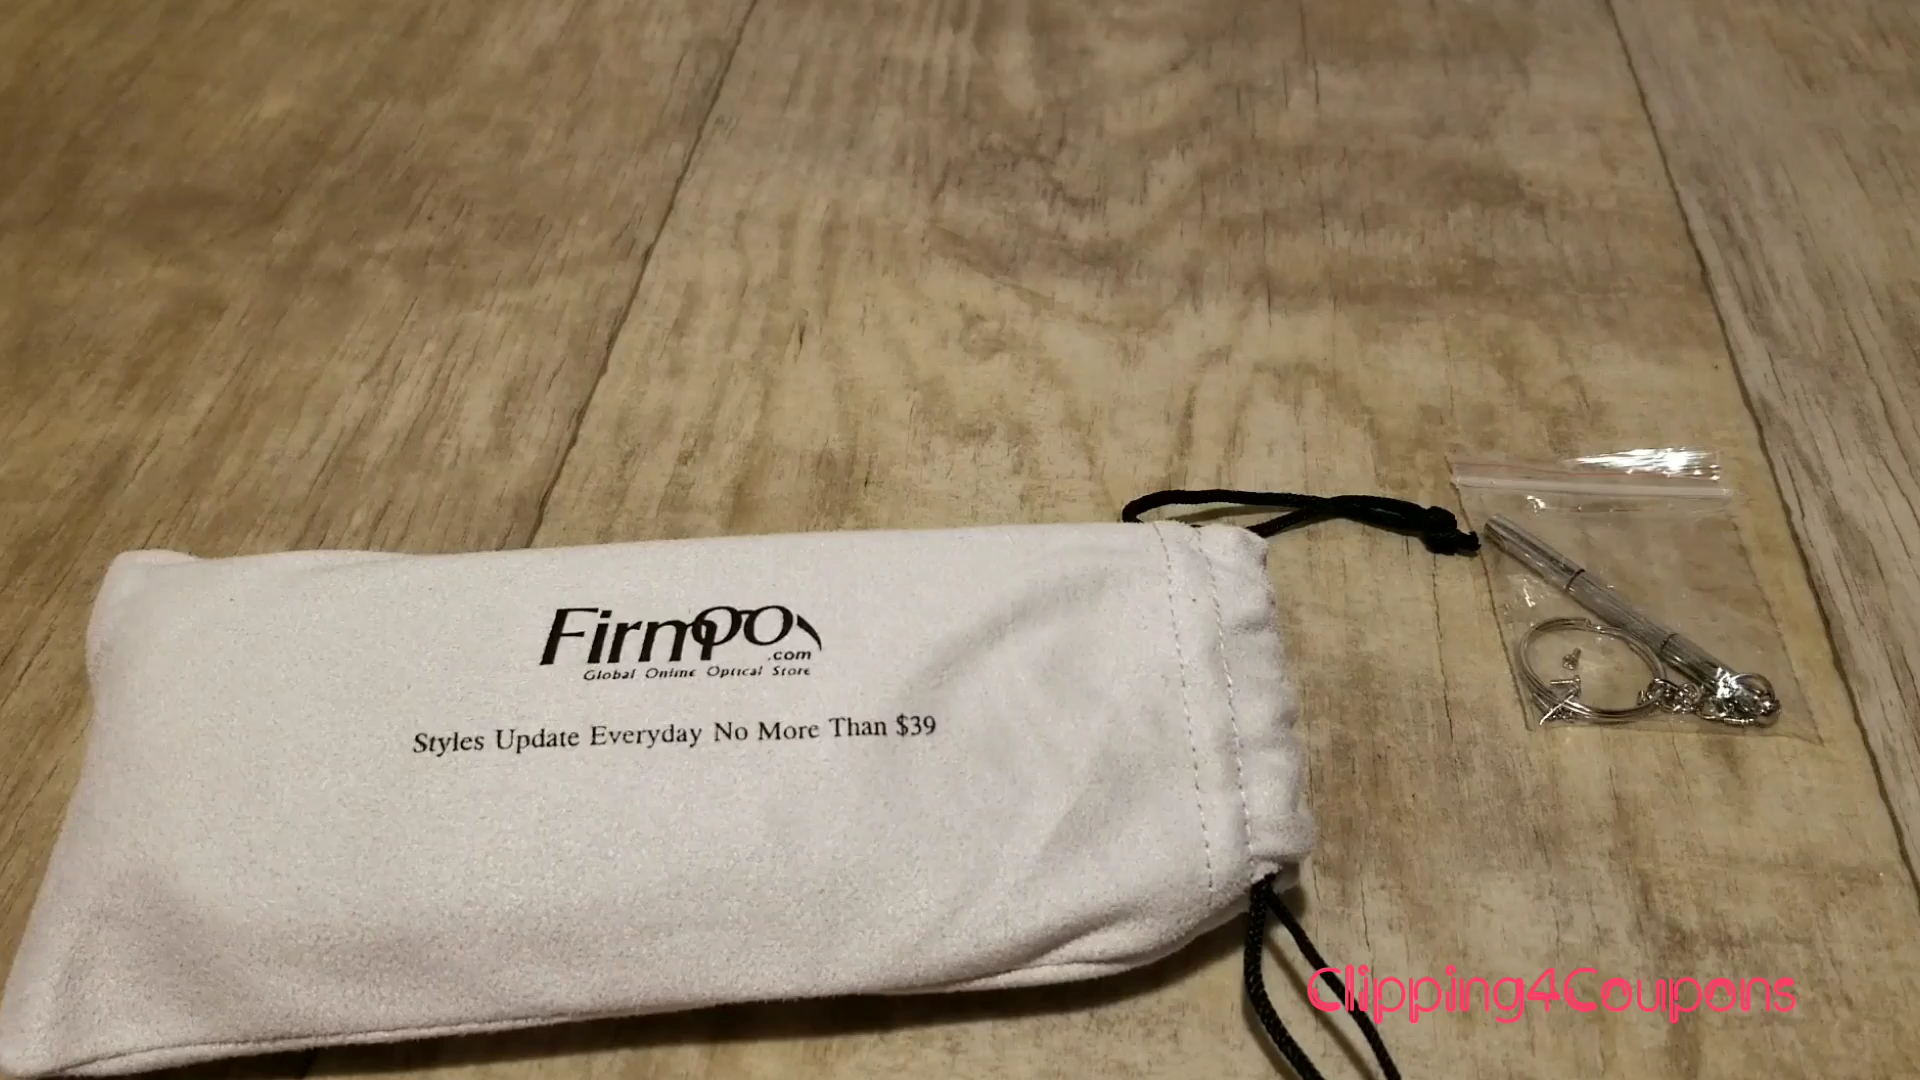 Firmoo
.com
Global Online Optical Store
Styles Update Everyday No More Than $39
Clipping4Coupons